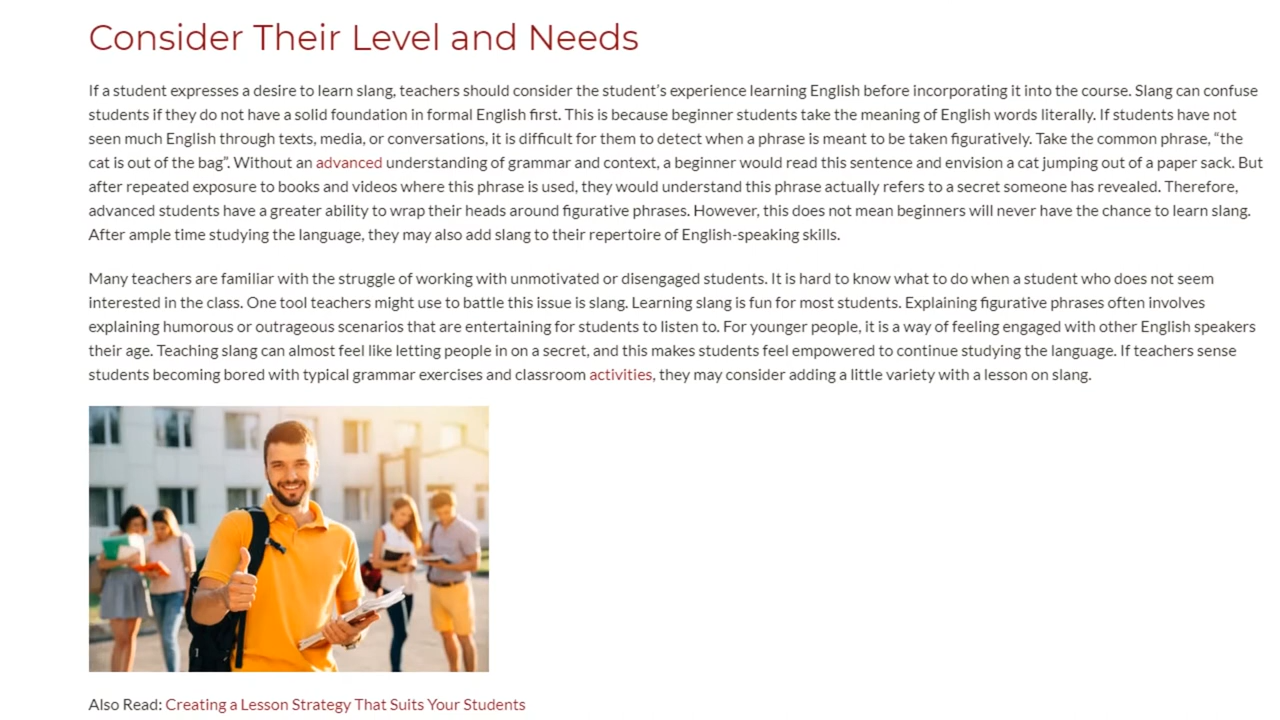 Consider Their Level and Needs
If a student expresses a desire to learn slang, teachers should consider the student’s experience learning English before incorporating it into the course. Slang can confuse
students if they do not have a solid foundation in formal English first. This is because beginner students take the meaning of English words literally. If students have not
seen much English through texts, media, or conversations, it is difficult for them to detect when a phrase is meant to be taken figuratively. Take the common phrase, “the
cat is out of the bag”. Without an advanced understanding of grammar and context, a beginner would read this sentence and envision a cat jumping out of a paper sack. But
after repeated exposure to books and videos where this phrase is used, they would understand this phrase actually refers to a secret someone has revealed. Therefore,
advanced students have a greater ability to wrap their heads around figurative phrases. However, this does not mean beginners will never have the chance to learn slang.
After ample time studying the language, they may also add slang to their repertoire of English-speaking skills.
Many teachers are familiar with the struggle of working with unmotivated or disengaged students. It is hard to know what to do when a student who does not seem
interested in the class. One tool teachers might use to battle this issue is slang. Learning slang is fun for most students. Explaining figurative phrases often involves
explaining humorous or outrageous scenarios that are entertaining for students to listen to. For younger people, it is a way of feeling engaged with other English speakers
their age. Teaching slang can almost feel like letting people in on a secret, and this makes students feel empowered to continue studying the language. If teachers sense
students becoming bored with typical grammar exercises and classroom activities, they may consider adding a little variety with a lesson on slang.
Also Read: Creating a Lesson Strategy That Suits Your Students